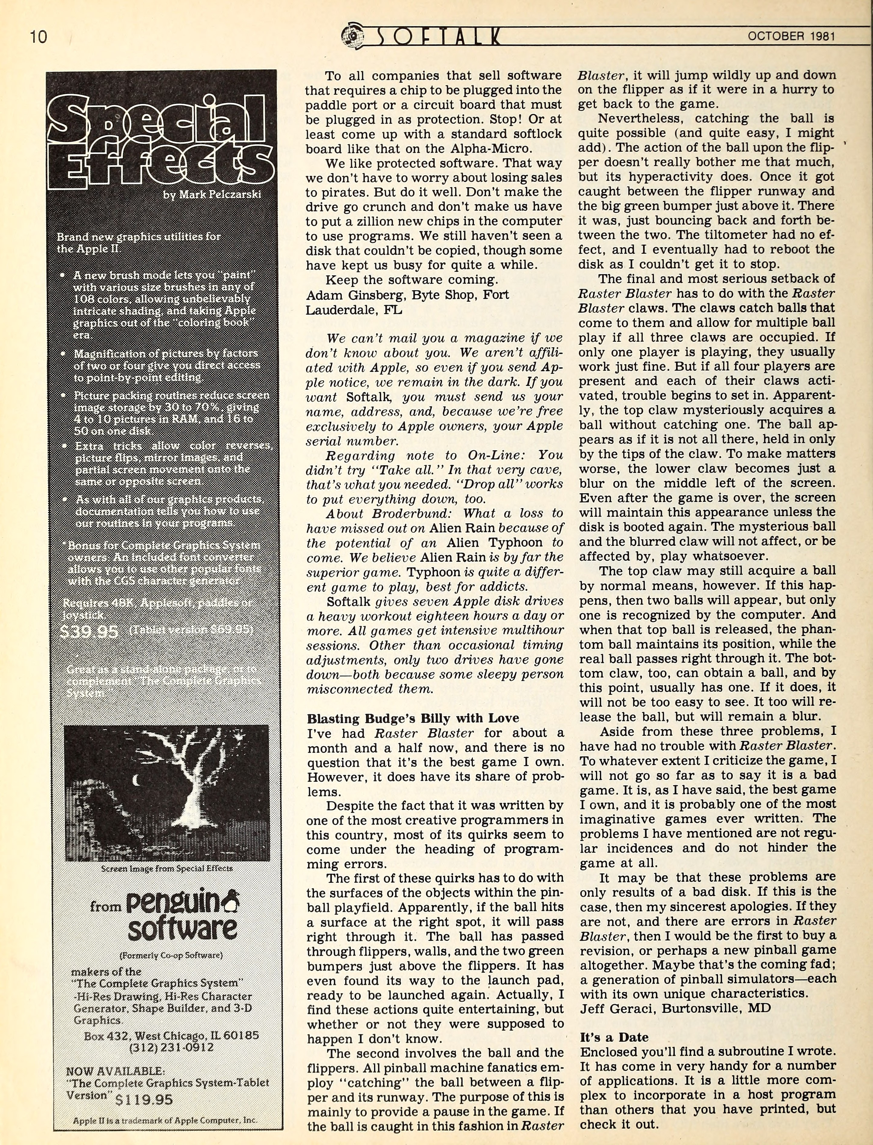 10
SOFTALK
OCTOBER 1981
Special
Effects
by Mark Pelczarski
Brand new graphics utilities for
the Apple II.
• A new brush mode lets you "paint"
with various size brushes in any of
108 colors, allowing unbelievably
intricate shading, and taking Apple
graphics out of the "coloring book"
era.
• Magnification of pictures by factors
of two or four give you direct access
to point-by-point editing.
• Picture packing routines reduce screen
image storage by 30 to 70%, giving
4 to 10 pictures in RAM, and 16 to
50 on one disk.
• Extra tricks allow color reverses,
picture flips, mirror images, and
partial screen movement onto the
same or opposite screen.
• As with all of our graphics products,
documentation tells you how to use
our routines in your programs.
*Bonus for Complete Graphics System
owners: An included font converter
allows you to use other popular fonts
with the CGS character generator
Requires 48K, Applesoft, paddles or
joystick.
$39.95 (Tablet version $69.95)
Great as a stand-alone package, or to
complement "The Complete Graphics
System."
Screen Image from Special Effects
from penguin
software
(Formerly Co-op Software)
makers of the
"The Complete Graphics System"
-Hi-Res Drawing, Hi-Res Character
Generator, Shape Builder, and 3-D
Graphics.
Box 432, West Chicago, IL 60185
(312) 231-0912
NOW AVAILABLE:
"The Complete Graphics System-Tablet
Version" $119.95
Apple II is a trademark of Apple Computer, Inc.
To all companies that sell software
that requires a chip to be plugged into the
paddle port or a circuit board that must
be plugged in as protection. Stop! Or at
least come up with a standard softlock
board like that on the Alpha-Micro.
We like protected software. That way
we don't have to worry about losing sales
to pirates. But do it well. Don't make the
drive go crunch and don't make us have
to put a zillion new chips in the computer
to use programs. We still haven't seen a
disk that couldn't be copied, though some
have kept us busy for quite a while.
Keep the software coming.
Adam Ginsberg, Byte Shop, Fort
Lauderdale, FL
We can't mail you a magazine if we
don't know about you. We aren't affili-
ated with Apple, so even if you send Ap-
ple notice, we remain in the dark. If you
want Softalk, you must send us your
name, address, and, because we're free
exclusively to Apple owners, your Apple
serial number.
Regarding note to On-Line: You
didn't try "Take all." In that very cave,
that's what you needed. "Drop all" works
to put everything down, too.
About Broderbund: What a loss to
have missed out on Alien Rain because of
the potential of an Alien Typhoon to
come. We believe Alien Rain is by far the
superior game. Typhoon is quite a differ-
ent game to play, best for addicts.
Softalk gives seven Apple disk drives
a heavy workout eighteen hours a day or
more. All games get intensive multihour
sessions. Other than occasional timing
adjustments, only two drives have gone
down—both because some sleepy person
misconnected them.
Blasting Budge's Billy with Love
I've had Raster Blaster for about a
month and a half now, and there is no
question that it's the best game I own.
However, it does have its share of prob-
lems.
Despite the fact that it was written by
one of the most creative programmers in
this country, most of its quirks seem to
come under the heading of program-
ming errors.
The first of these quirks has to do with
the surfaces of the objects within the pin-
ball playfield. Apparently, if the ball hits
a surface at the right spot, it will pass
right through it. The ball has passed
through flippers, walls, and the two green
bumpers just above the flippers. It has
even found its way to the launch pad,
ready to be launched again. Actually, I
find these actions quite entertaining, but
whether or not they were supposed to
happen I don't know.
The second involves the ball and the
flippers. All pinball machine fanatics em-
ploy "catching" the ball between a flip-
per and its runway. The purpose of this is
mainly to provide a pause in the game. If
the ball is caught in this fashion in Raster
Blaster, it will jump wildly up and down
on the flipper as if it were in a hurry to
get back to the game.
Nevertheless, catching the ball is
quite possible (and quite easy, I might
add). The action of the ball upon the flip-
per doesn't really bother me that much,
but its hyperactivity does. Once it got
caught between the flipper runway and
the big green bumper just above it. There
it was, just bouncing back and forth be-
tween the two. The tiltometer had no ef-
fect, and I eventually had to reboot the
disk as I couldn't get it to stop.
The final and most serious setback of
Raster Blaster has to do with the Raster
Blaster claws. The claws catch balls that
come to them and allow for multiple ball
play if all three claws are occupied. If
only one player is playing, they usually
work just fine. But if all four players are
present and each of their claws acti-
vated, trouble begins to set in. Apparent-
ly, the top claw mysteriously acquires a
ball without catching one. The ball ap-
pears as if it is not all there, held in only
by the tips of the claw. To make matters
worse, the lower claw becomes just a
blur on the middle left of the screen.
Even after the game is over, the screen
will maintain this appearance unless the
disk is booted again. The mysterious ball
and the blurred claw will not affect, or be
affected by, play whatsoever.
The top claw may still acquire a ball
by normal means, however. If this hap-
pens, then two balls will appear, but only
one is recognized by the computer. And
when that top ball is released, the phan-
tom ball maintains its position, while the
real ball passes right through it. The bot-
tom claw, too, can obtain a ball, and by
this point, usually has one. If it does, it
will not be too easy to see. It too will re-
lease the ball, but will remain a blur.
Aside from these three problems, I
have had no trouble with Raster Blaster.
To whatever extent I criticize the game, I
will not go so far as to say it is a bad
game. It is, as I have said, the best game
I own, and it is probably one of the most
imaginative games ever written. The
problems I have mentioned are not regu-
lar incidences and do not hinder the
game at all.
It may be that these problems are
only results of a bad disk. If this is the
case, then my sincerest apologies. If they
are not, and there are errors in Raster
Blaster, then I would be the first to buy a
revision, or perhaps a new pinball game
altogether. Maybe that's the coming fad;
a generation of pinball simulators—each
with its own unique characteristics.
Jeff Geraci, Burtonsville, MD
It's a Date
Enclosed you'll find a subroutine I wrote.
It has come in very handy for a number
of applications. It is a little more com-
plex to incorporate in a host program
than others that you have printed, but
check it out.